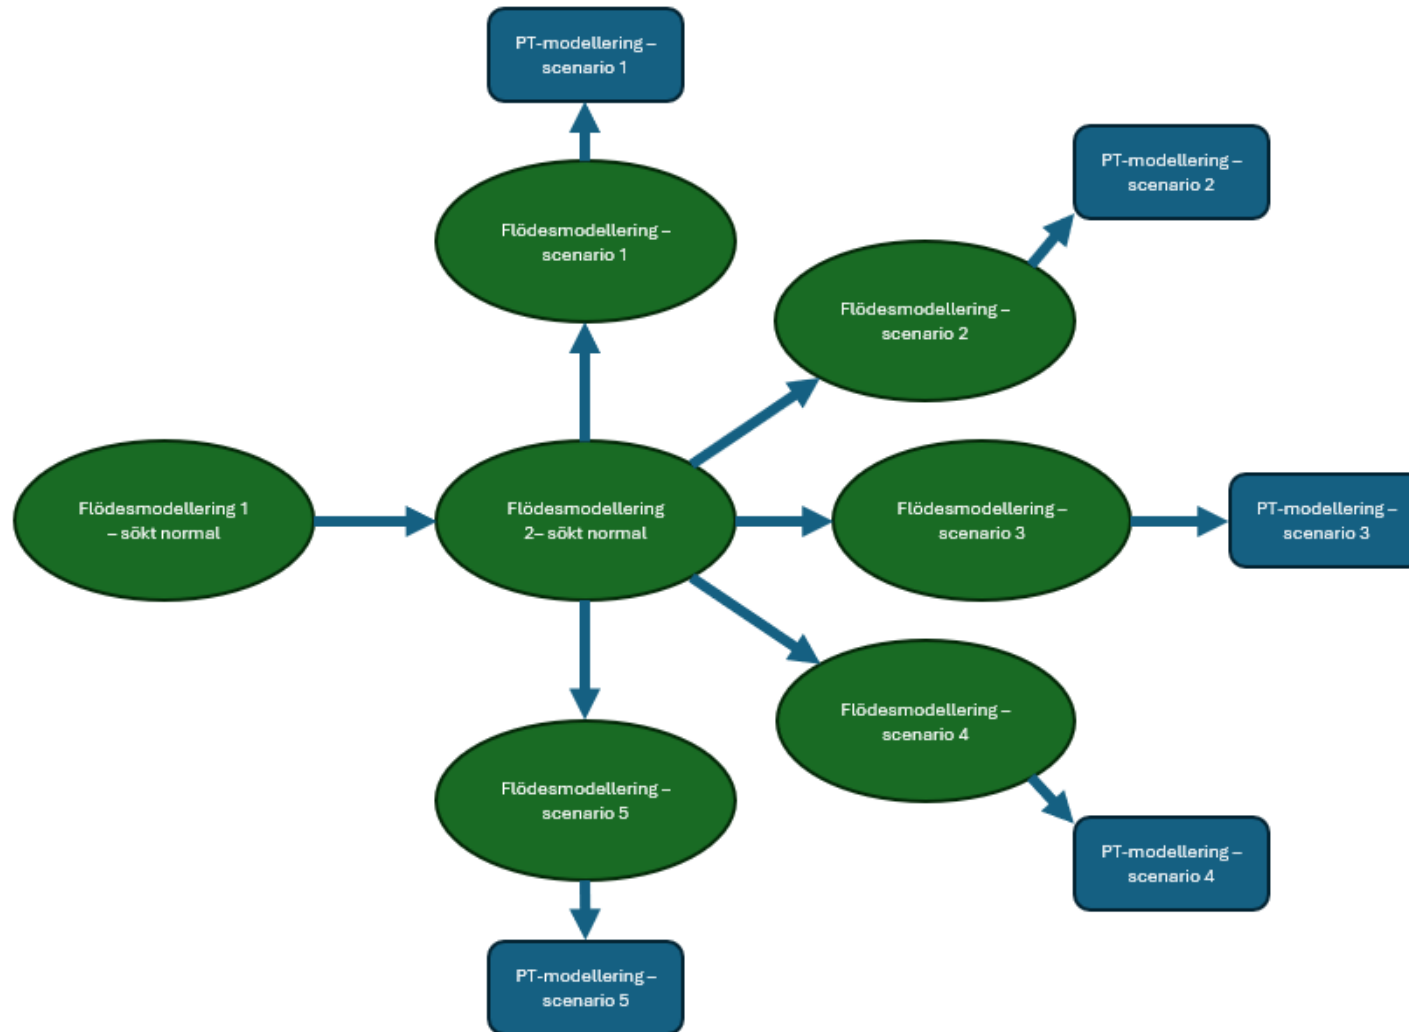 PT-modellering –
scenario 1
PT-modellering –
scenario 2
Flödesmodellering –
scenario 1
Flödesmodellering –
scenario 2
Flödesmodellering 1
– sökt normal
Flödesmodellering
2– sökt normal
Flödesmodellering –
scenario 3
PT-modellering –
scenario 3
Flödesmodellering –
scenario 4
Flödesmodellering –
scenario 5
PT-modellering –
scenario 4
PT-modellering –
scenario 5